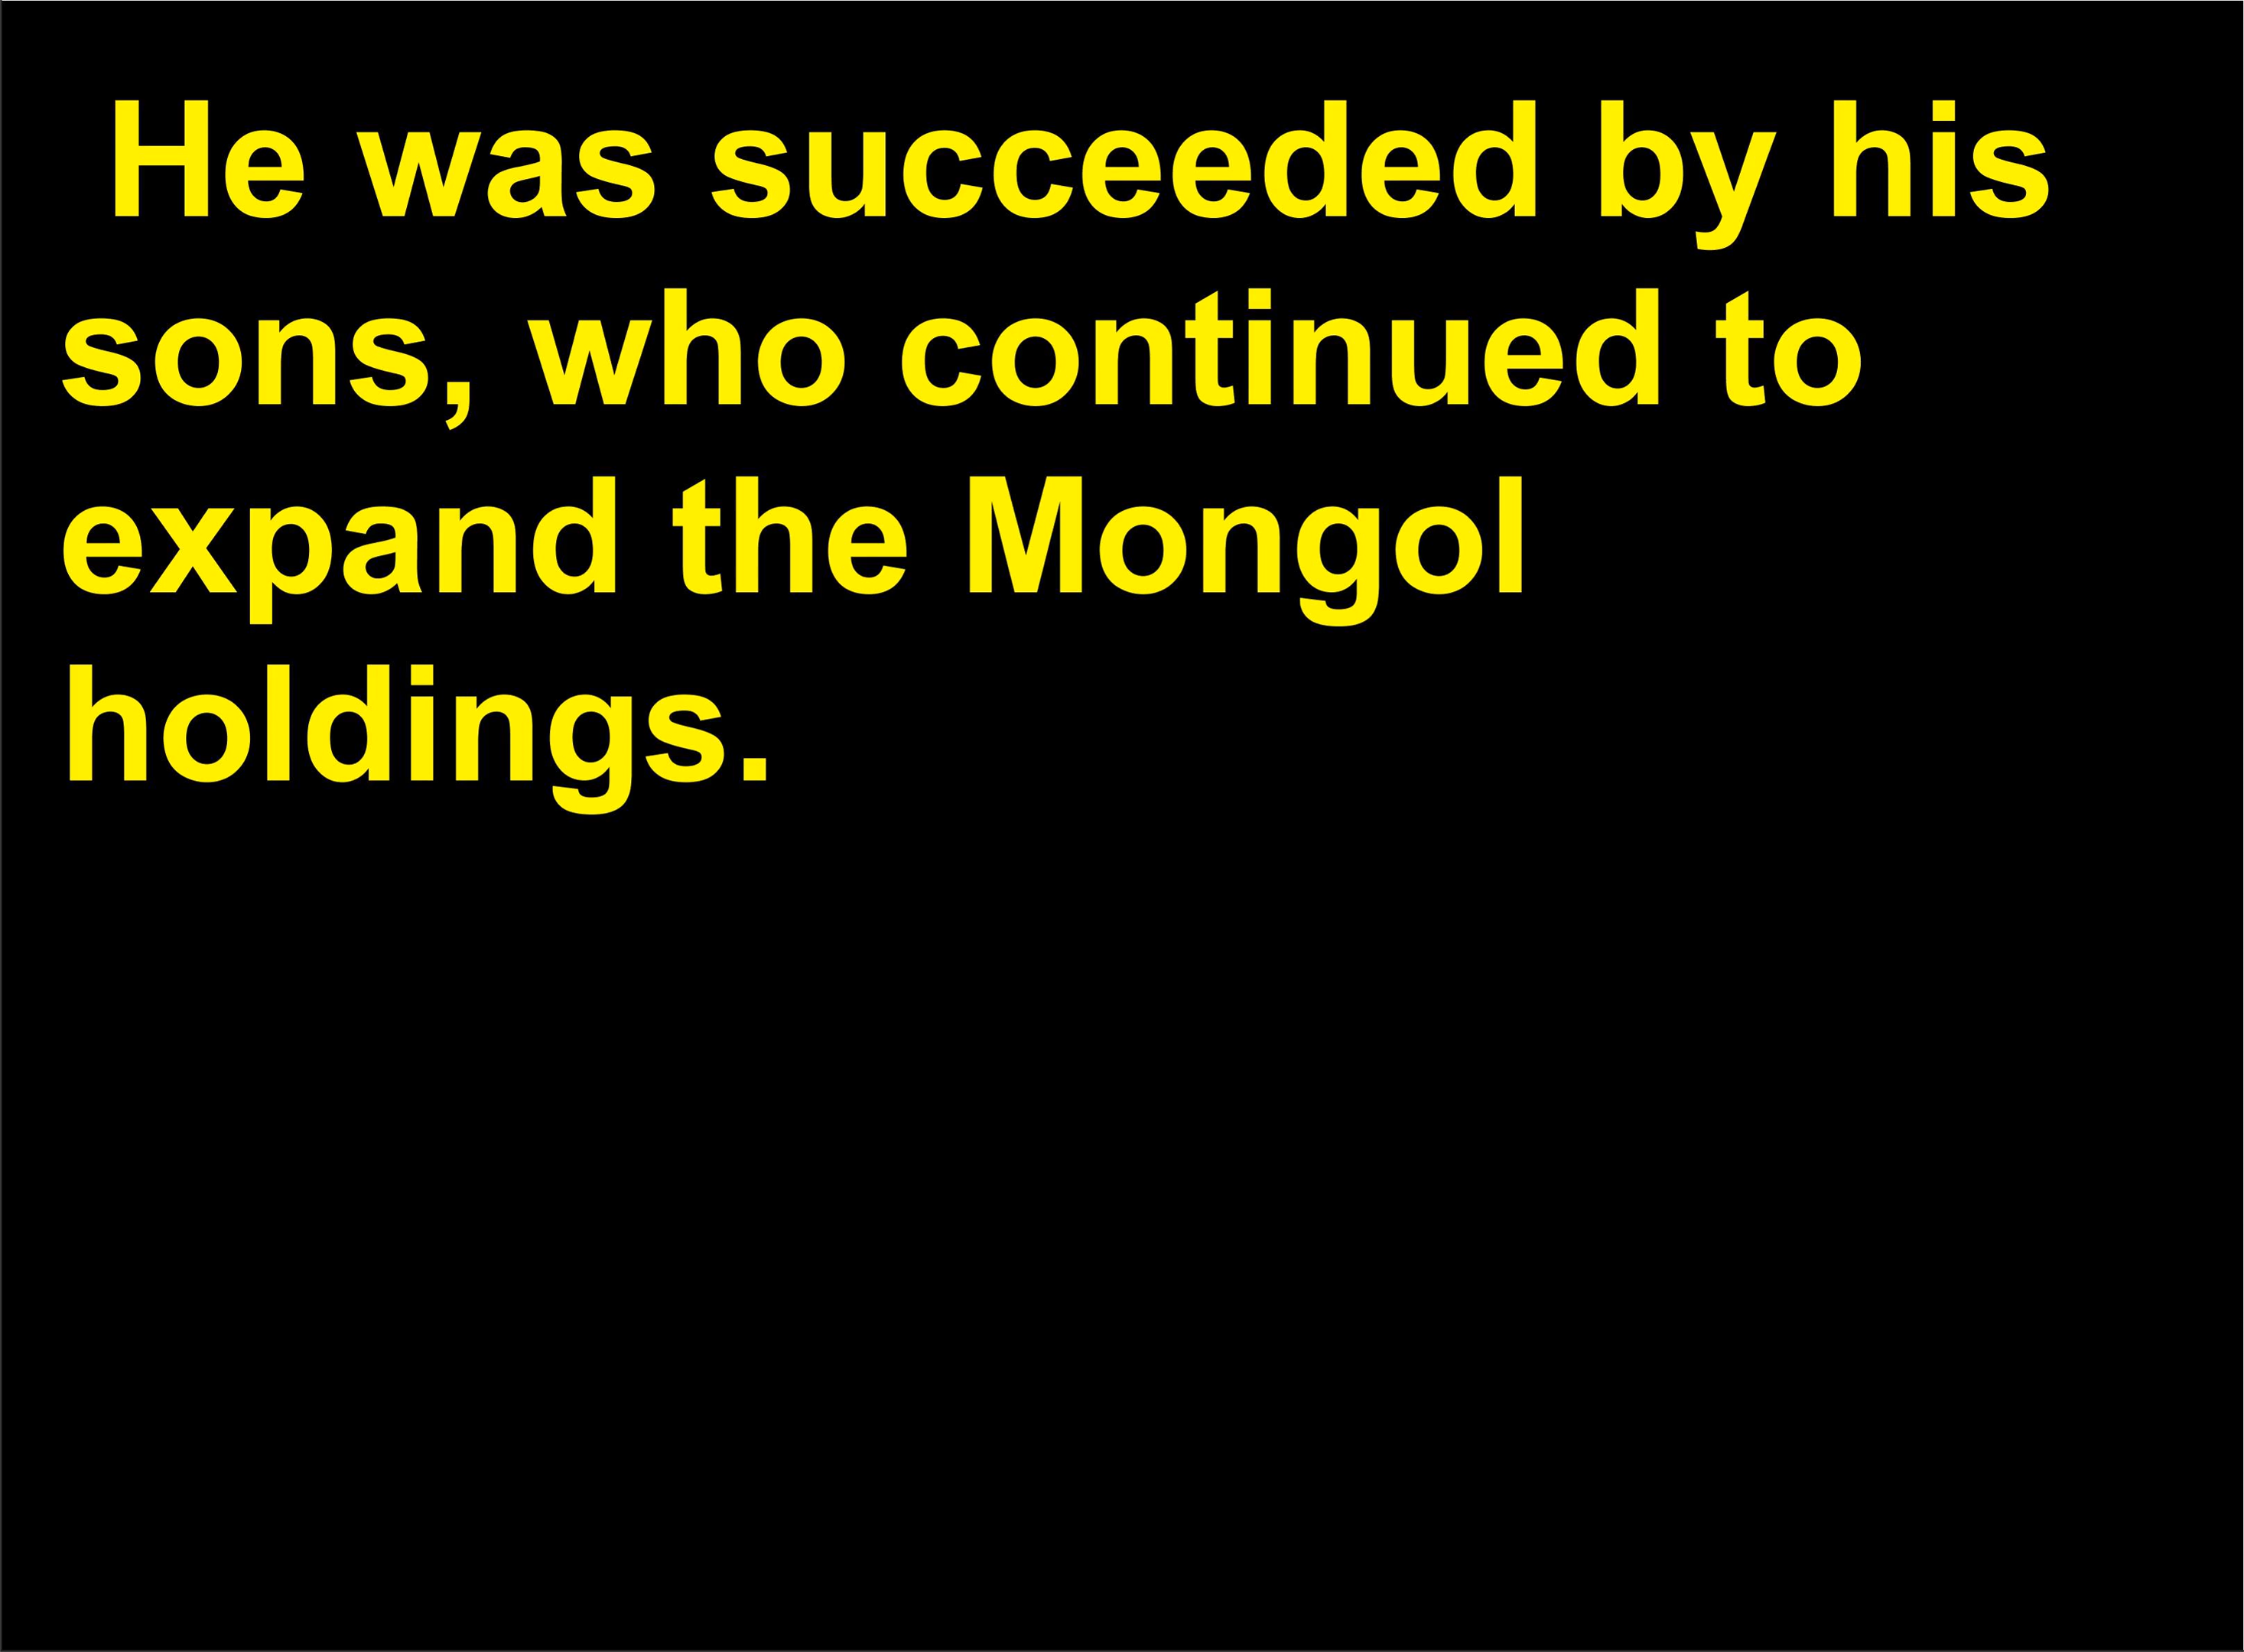 He was succeeded by his
sons, who continued to
expand the Mongol
holdings.